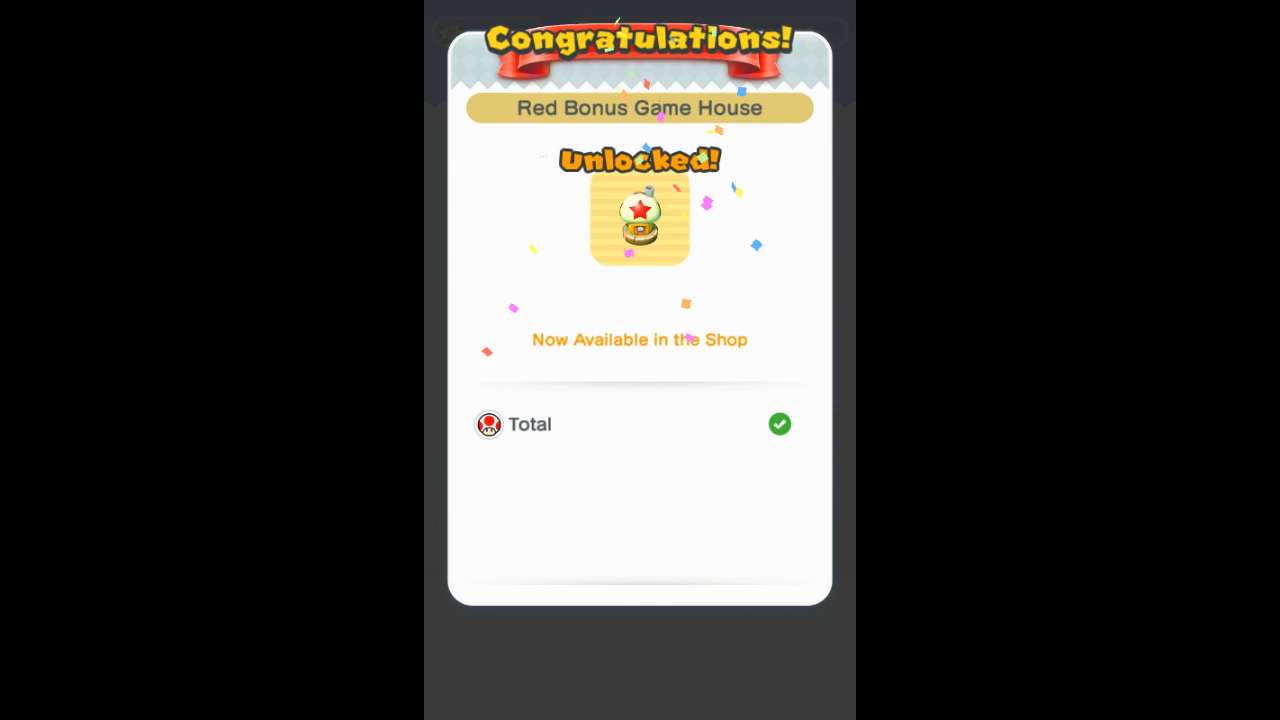 Congratulations!
Red Bonus Game House
Unlocked!
Now Available in the Shop
Total